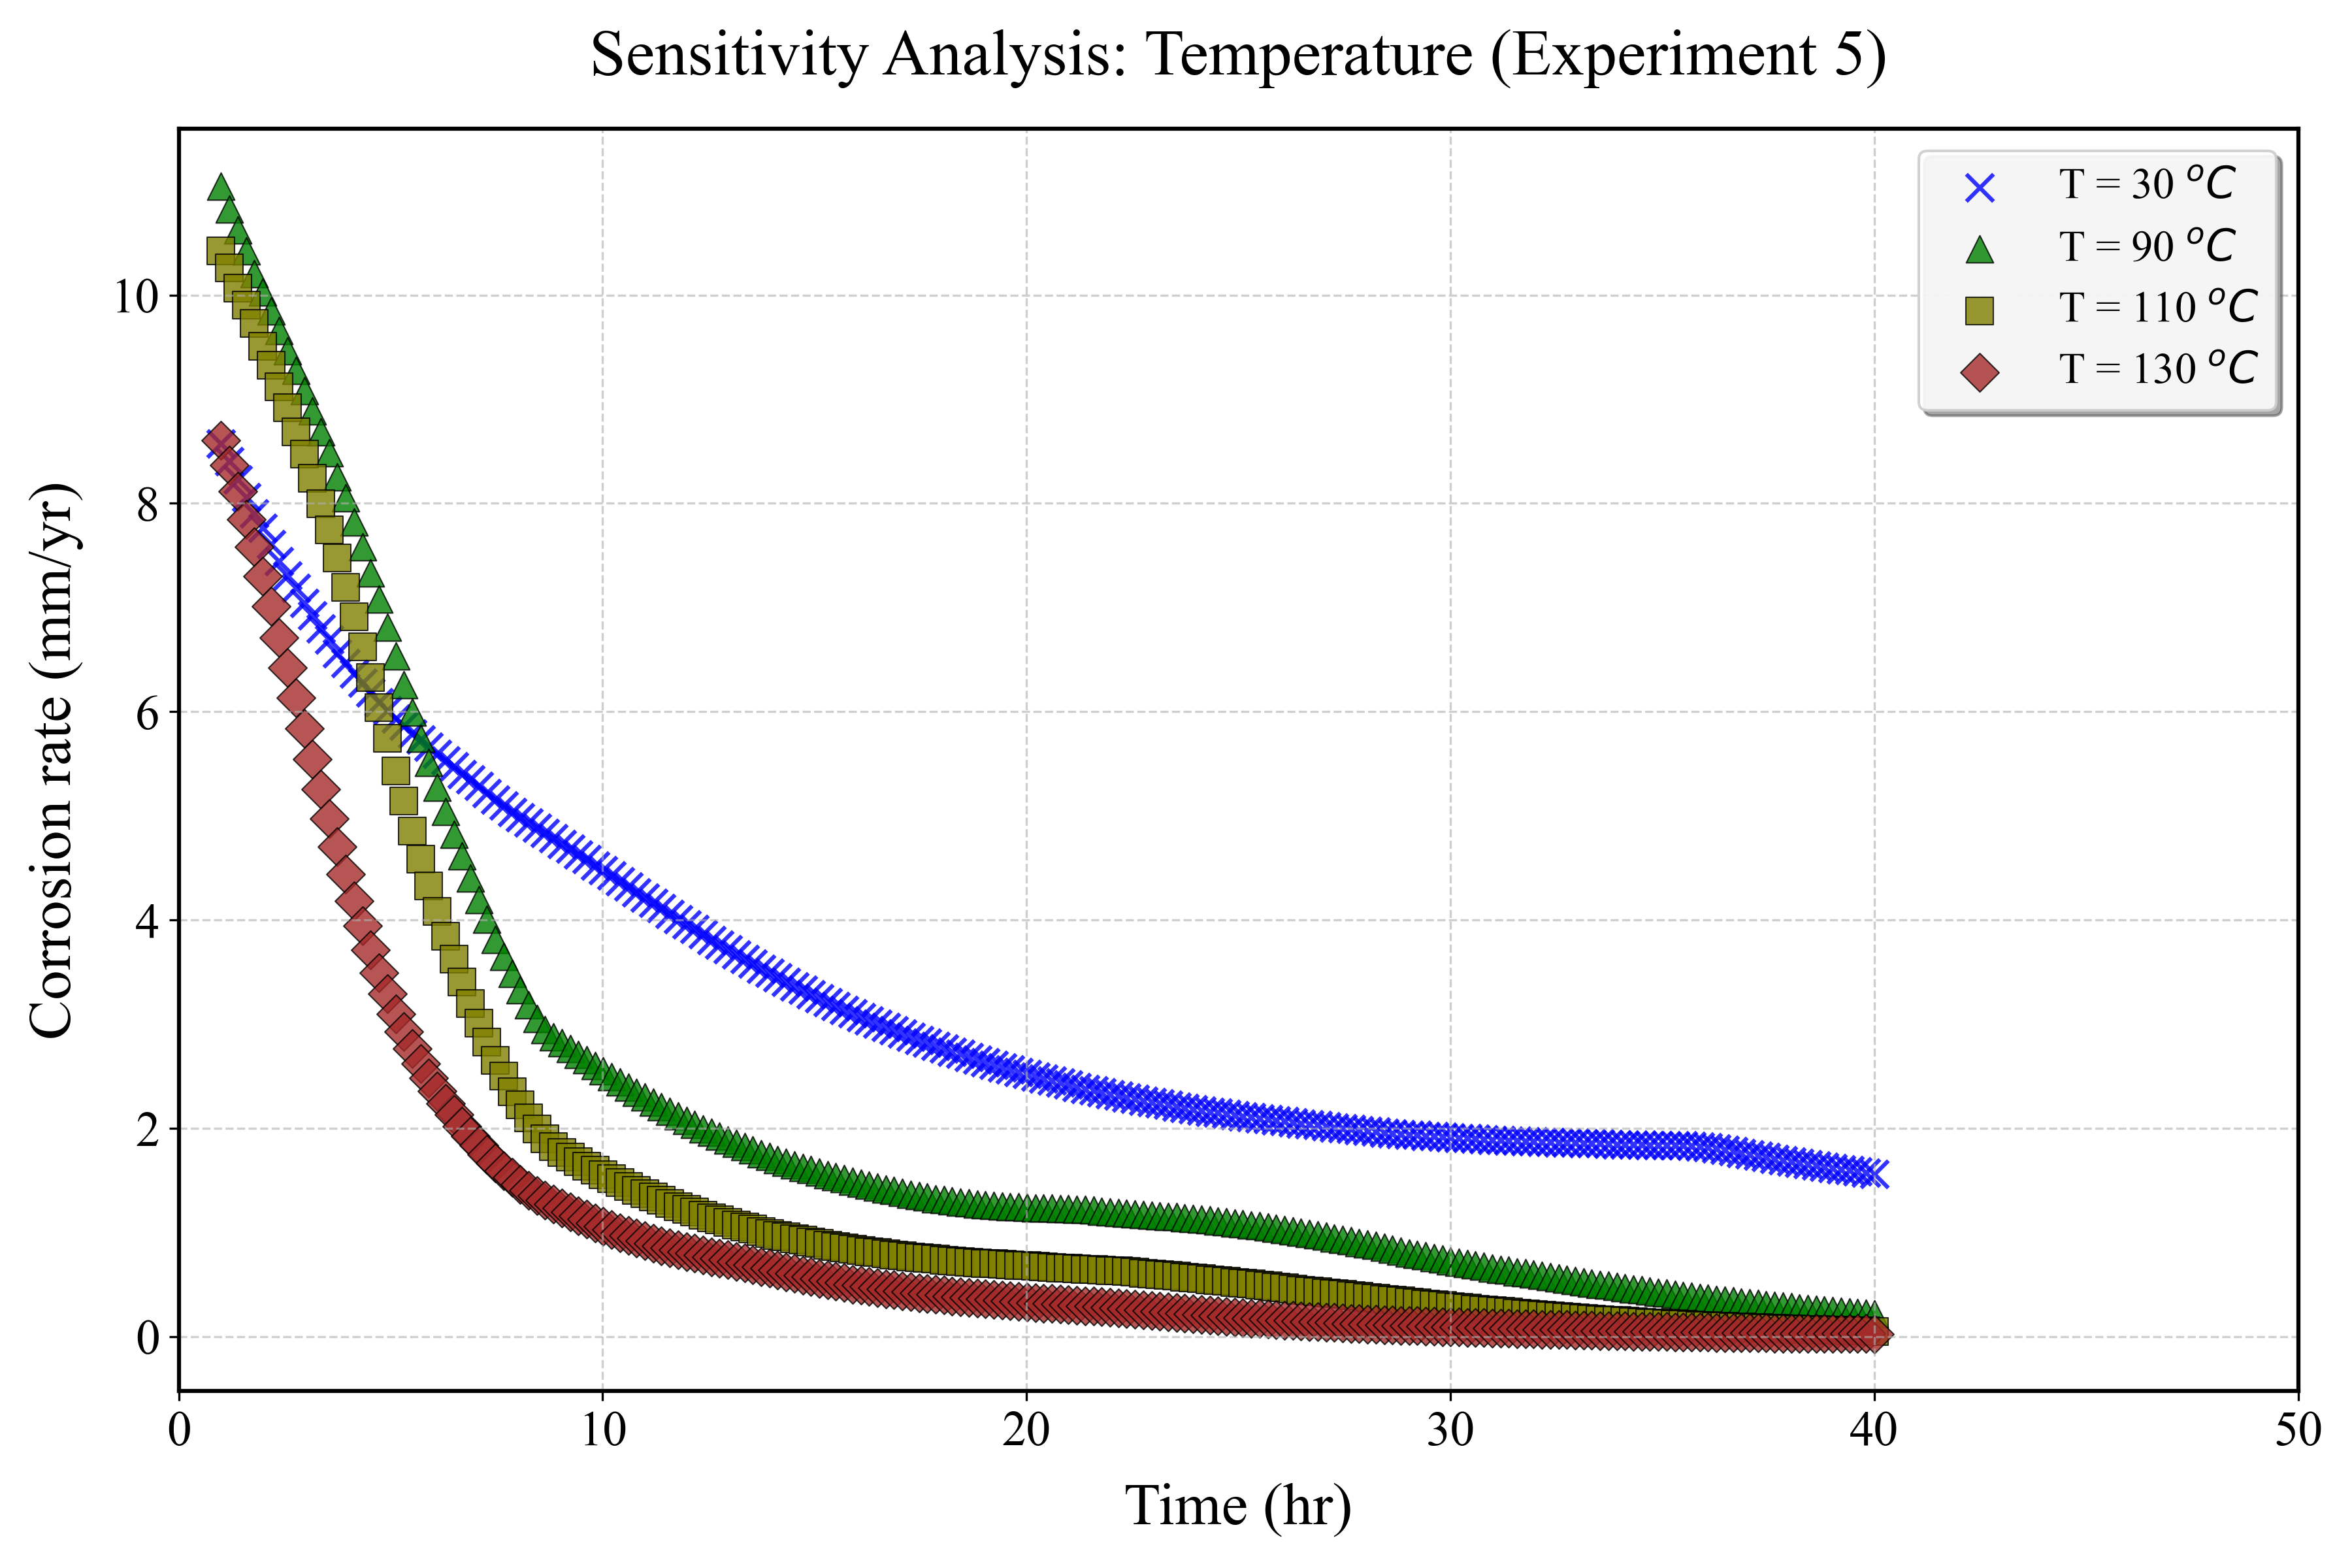 Sensitivity Analysis: Temperature (Experiment 5)
T = 30 °C
T = 90 °C
T = 110 °C
T = 130 °C
Corrosion rate (mm/yr)
10
8
6
4
2
0
0 10 20 30 40 50
Time (hr)